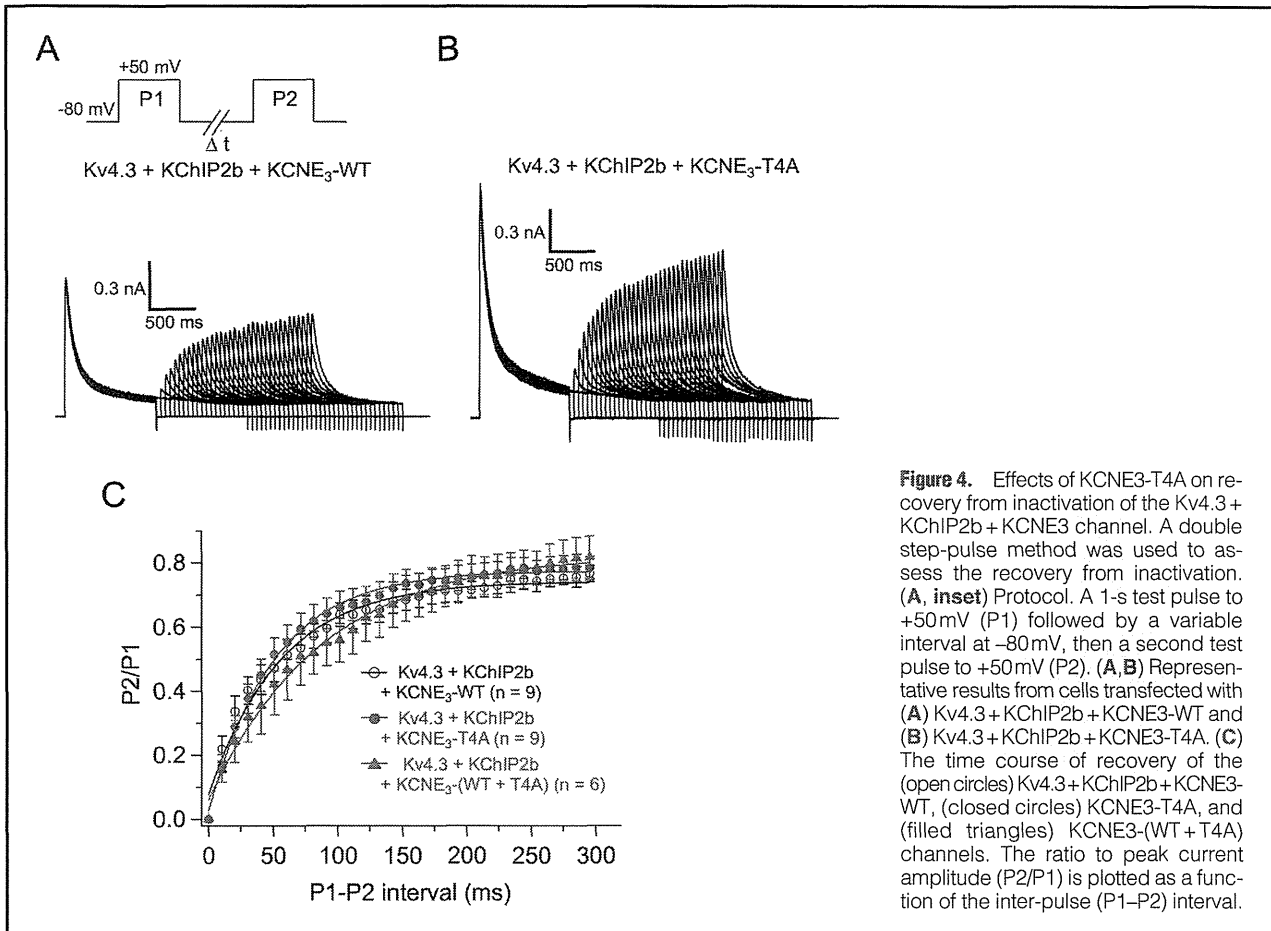 A
+50 mV
-80 mV
P1
P2
Δ t
Kv4.3 + KChIP2b + KCNE3-WT
0.3 nA
500 ms
B
Kv4.3 + KChIP2b + KCNE3-T4A
0.3 nA
500 ms
C
P2/P1
0.8
0.6
0.4
0.2
0.0
Kv4.3 + KChIP2b
+ KCNE3-WT (n = 9)
Kv4.3 + KChIP2b
+ KCNE3-T4A (n = 9)
Kv4.3 + KChIP2b
+ KCNE3-(WT + T4A) (n = 6)
0 50 100 150 200 250 300
P1-P2 interval (ms)
Figure 4. Effects of KCNE3-T4A on re-
covery from inactivation of the Kv4.3+
KChIP2b+KCNE3 channel. A double
step-pulse method was used to as-
sess the recovery from inactivation.
(A, inset) Protocol. A 1-s test pulse to
+50mV (P1) followed by a variable
interval at –80mV, then a second test
pulse to +50mV (P2). (A,B) Represen-
tative results from cells transfected with
(A) Kv4.3+KChIP2b+KCNE3-WT and
(B) Kv4.3+KChIP2b+KCNE3-T4A. (C)
The time course of recovery of the
(open circles) Kv4.3+KChIP2b+KCNE3-
WT, (closed circles) KCNE3-T4A, and
(filled triangles) KCNE3-(WT+T4A)
channels. The ratio to peak current
amplitude (P2/P1) is plotted as a func-
tion of the inter-pulse (P1–P2) interval.